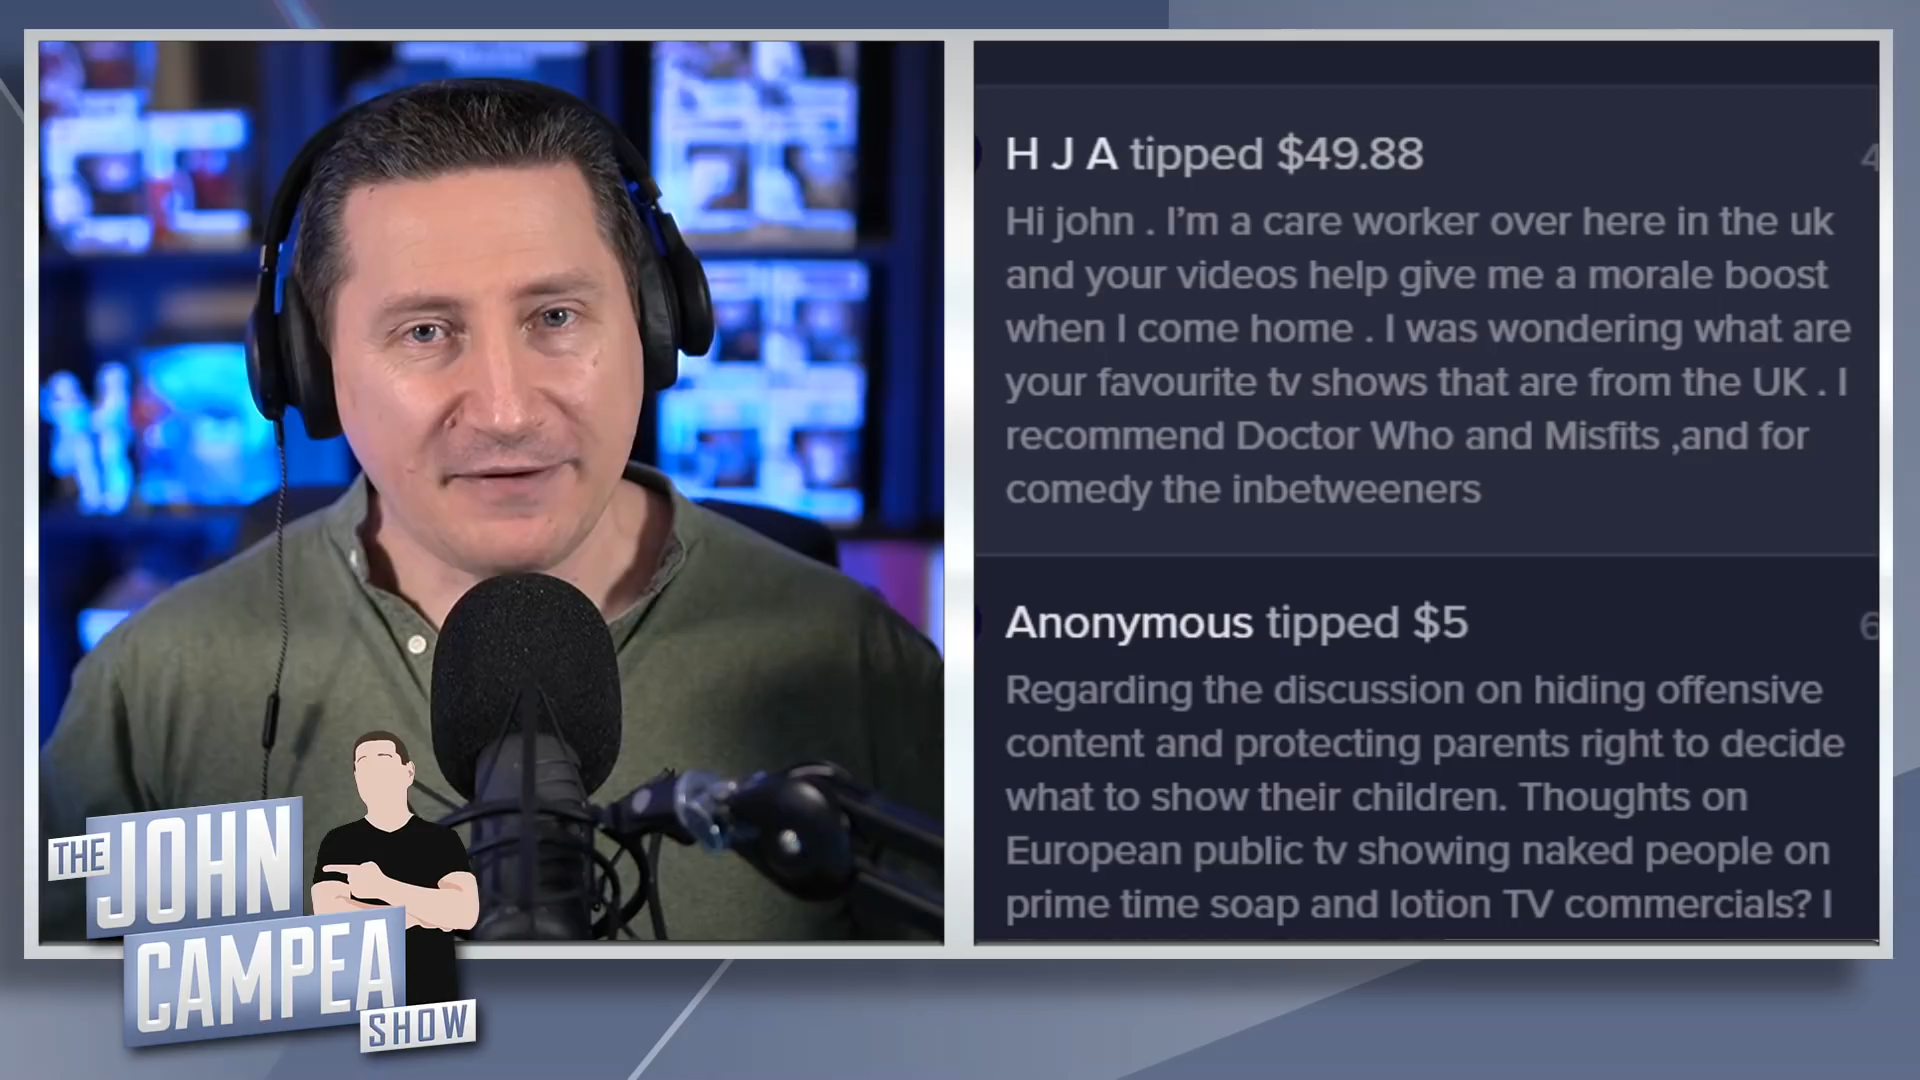 H J A tipped $49.88
Hi john . I’m a care worker over here in the uk
and your videos help give me a morale boost
when I come home . I was wondering what are
your favourite tv shows that are from the UK . I
recommend Doctor Who and Misfits ,and for
comedy the inbetweeners
Anonymous tipped $5
Regarding the discussion on hiding offensive
content and protecting parents right to decide
what to show their children. Thoughts on
European public tv showing naked people on
prime time soap and lotion TV commercials? I
THE
JOHN
CAMPEA
SHOW